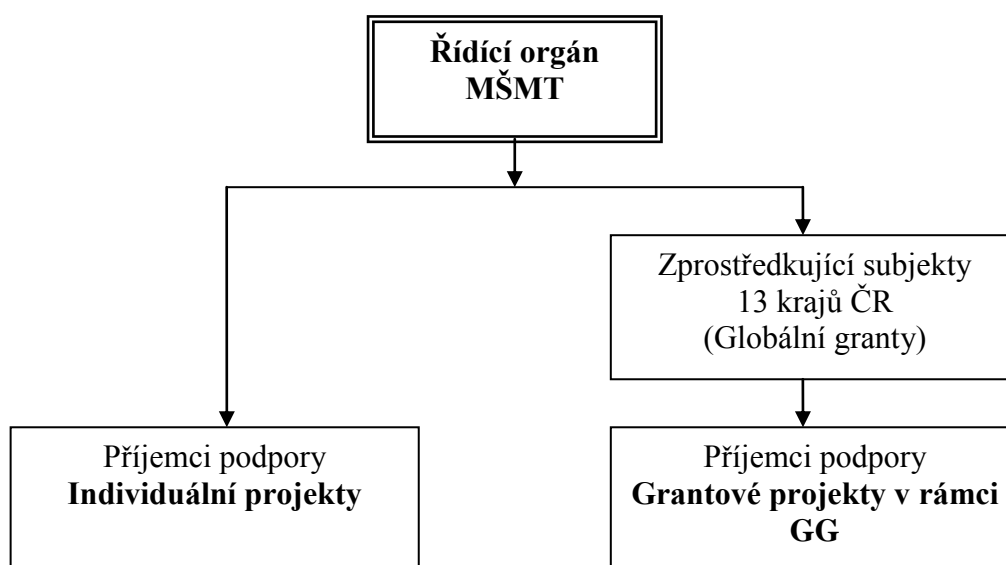 Řídící orgán
MŠMT
Zprostředkující subjekty
13 krajů ČR
(Globální granty)
Příjemci podpory
Individuální projekty
Příjemci podpory
Grantové projekty v rámci
GG